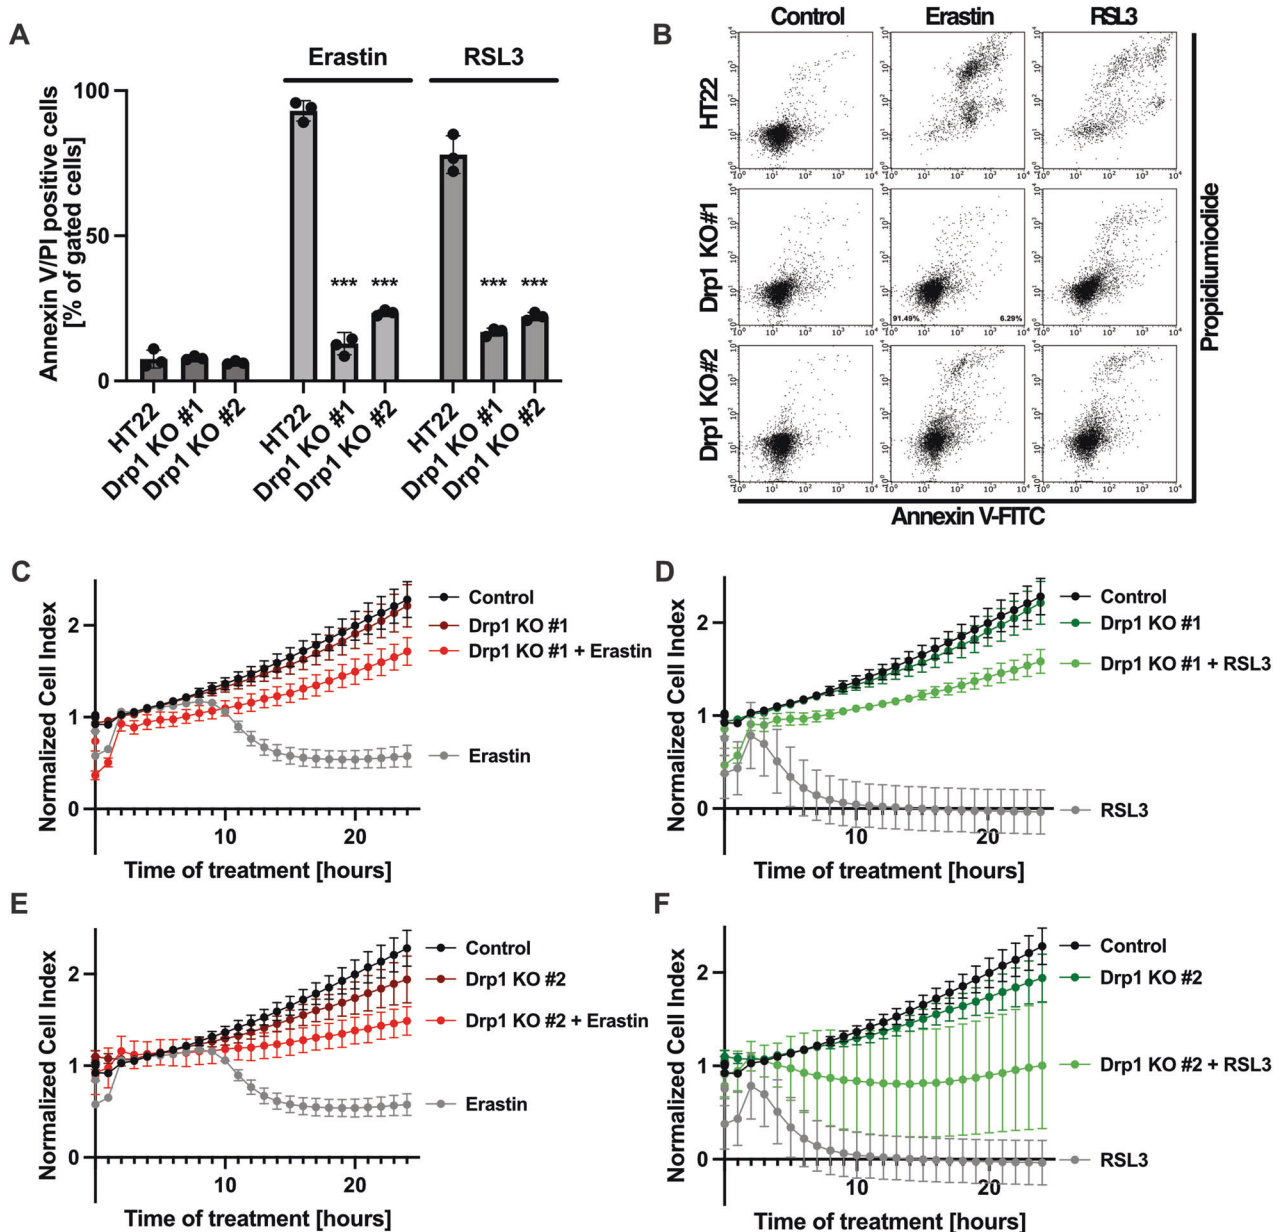 A
Erastin
RSL3
Annexin V/PI positive cells
[% of gated cells]
100
50
0
***
***
***
***
HT22
Drp1 KO #1
Drp1 KO #2
HT22
Drp1 KO #1
Drp1 KO #2
HT22
Drp1 KO #1
Drp1 KO #2
B
Control
Erastin
RSL3
HT22
Drp1 KO#1
Drp1 KO#2
91.49%
6.29%
Propidiumiodide
Annexin V-FITC
C
Normalized Cell Index
2
1
0
10
20
Time of treatment [hours]
Control
Drp1 KO #1
Drp1 KO #1 + Erastin
Erastin
D
Normalized Cell Index
2
1
0
10
20
Time of treatment [hours]
Control
Drp1 KO #1
Drp1 KO #1 + RSL3
RSL3
E
Normalized Cell Index
2
1
0
10
20
Time of treatment [hours]
Control
Drp1 KO #2
Drp1 KO #2 + Erastin
Erastin
F
Normalized Cell Index
2
1
0
10
20
Time of treatment [hours]
Control
Drp1 KO #2
Drp1 KO #2 + RSL3
RSL3